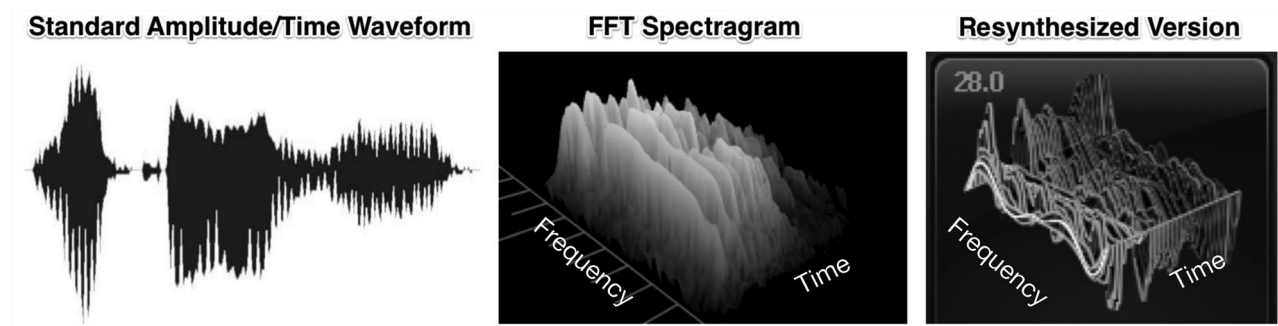 Standard Amplitude/Time Waveform
FFT Spectragram
Resynthesized Version
Frequency
Time
28.0
Frequency
Time